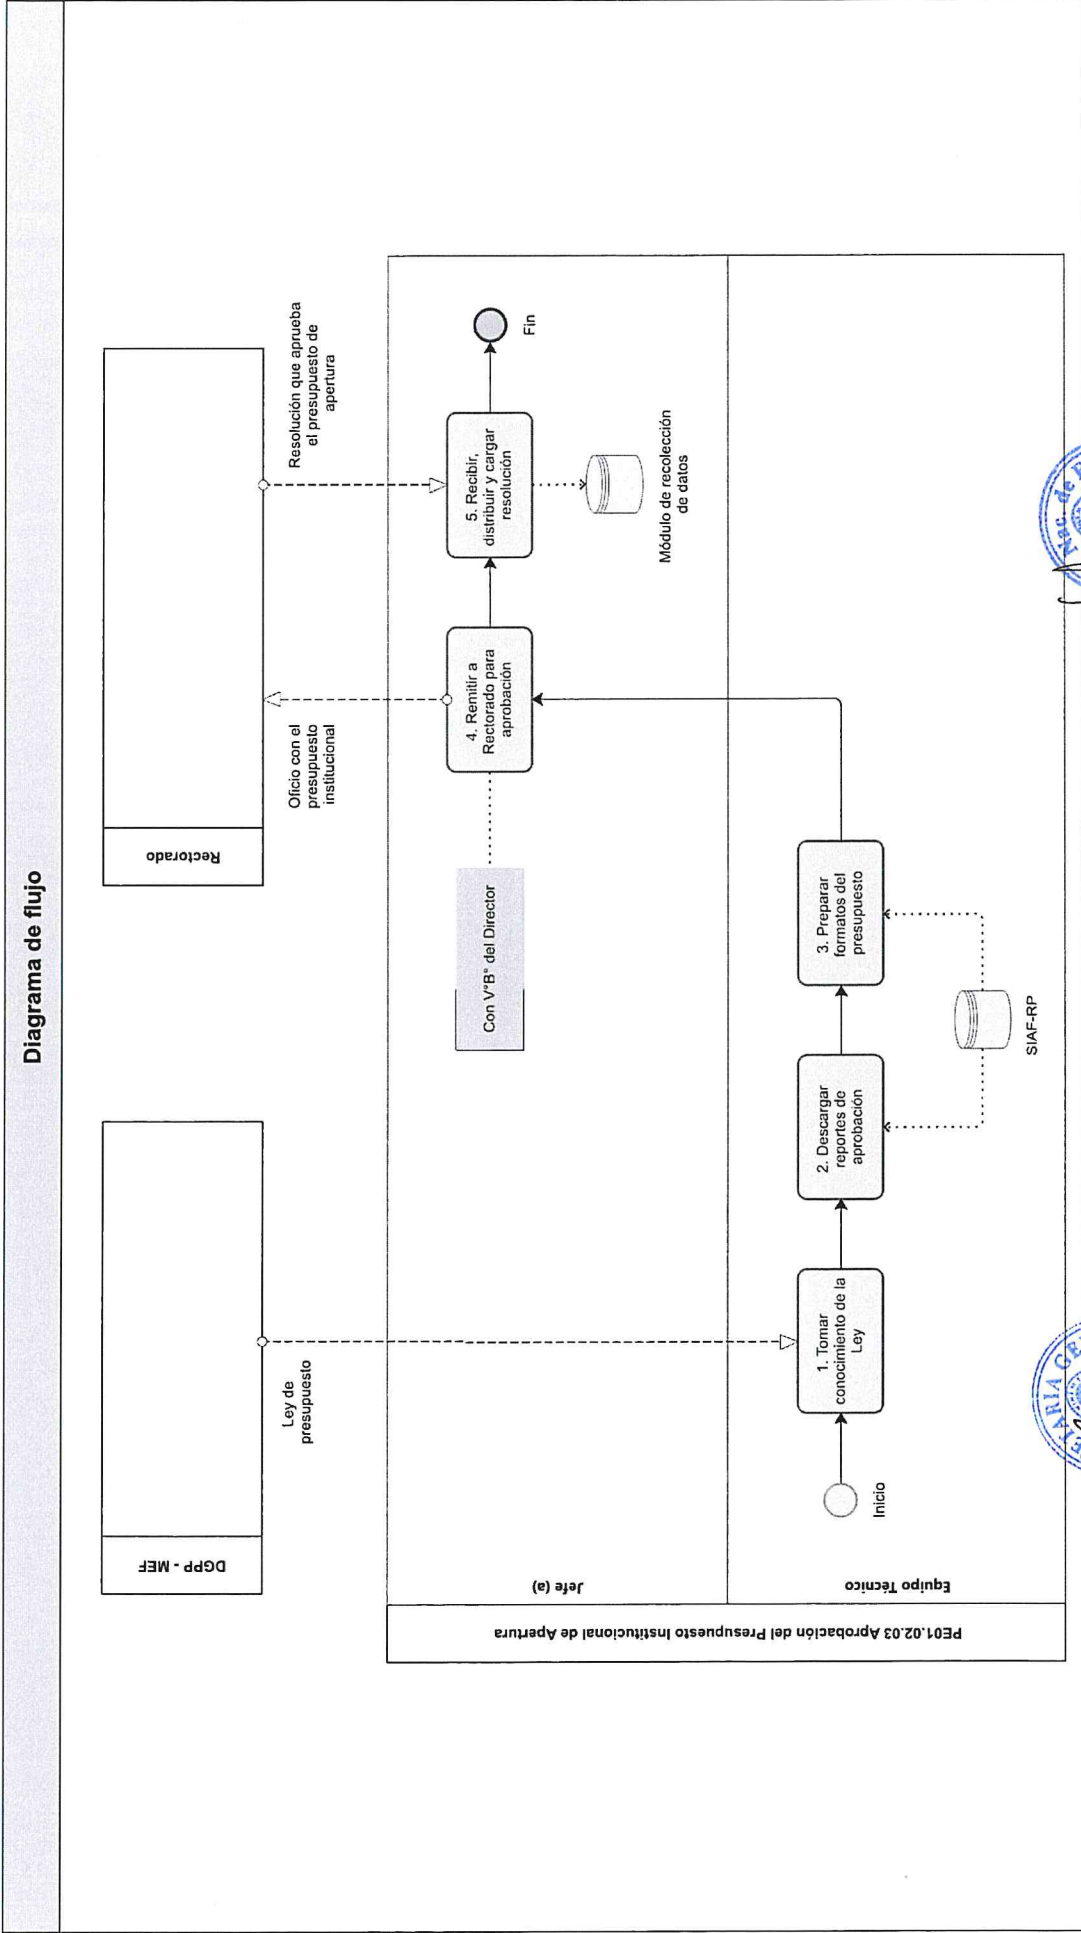 Diagrama de flujo
DGPP - MEF
Rectorado
Ley de
presupuesto
Oficio con el
presupuesto
institucional
Resolución que aprueba
el presupuesto de
apertura
PE01.02.03 Aprobación del Presupuesto Institucional de Apertura
Jefe (a)
Con V°B° del Director
4. Remitir a
Rectorado para
aprobación
5. Recibir,
distribuir y cargar
resolución
Fin
Módulo de recolección
de datos
Equipo Técnico
Inicio
1. Tomar
conocimiento de la
Ley
2. Descargar
reportes de
aprobación
3. Preparar
formatos del
presupuesto
SIAF-RP
Nac. de